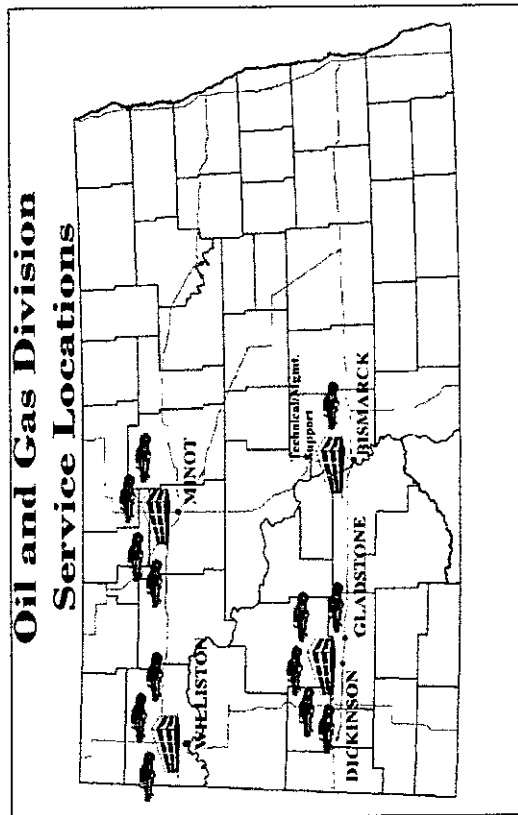 Oil and Gas Division
Service Locations
MINOT
WILLISTON
Technical/Mgmt.
Support
BISMARCK
GLADSTONE
DICKINSON